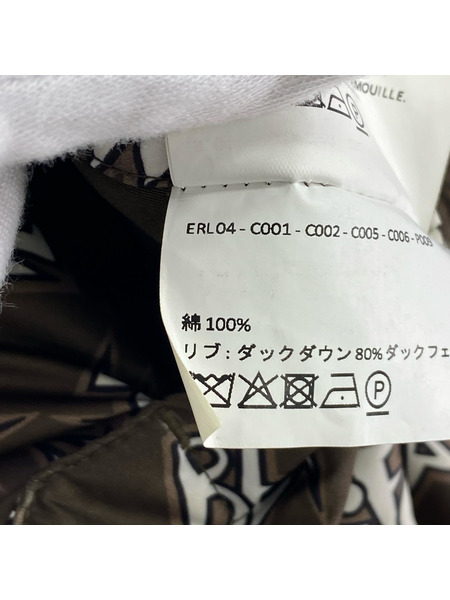 MOUILLE.
ERL04 - C001 - C002 - C005 - C006 - P009
綿 100%
リブ : ダックダウン 80% ダックフェ
P